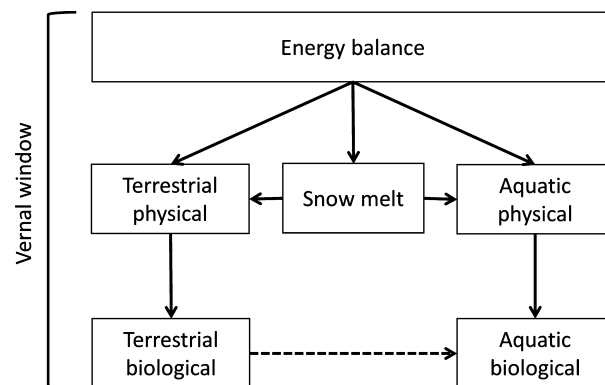 Vernal window
Energy balance
Terrestrial
physical
Snow melt
Aquatic
physical
Terrestrial
biological
Aquatic
biological